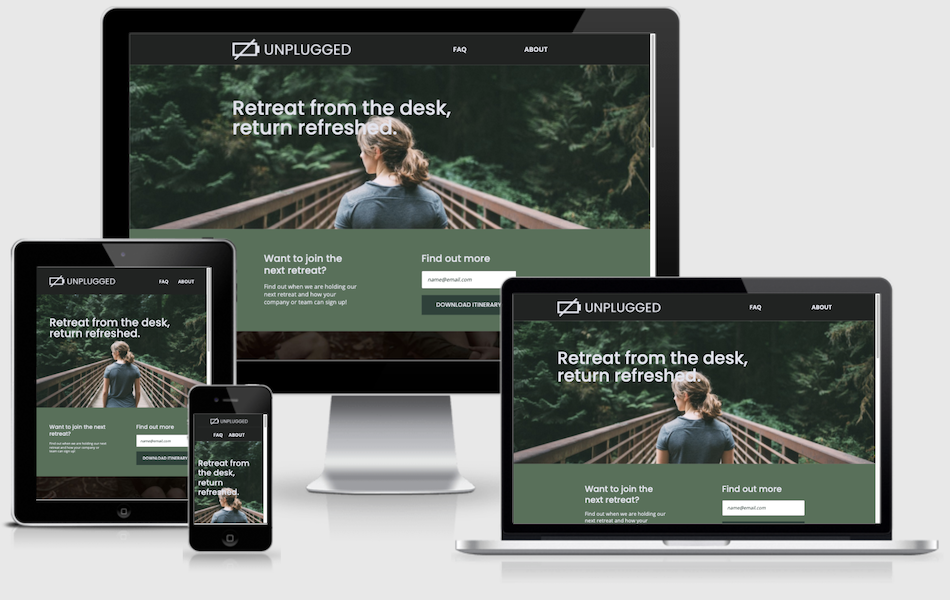 UNPLUGGED
FAQ
ABOUT
Retreat from the desk,
return refreshed.
Want to join the
next retreat?
Find out when we are holding our
next retreat and how your
company or team can sign up!
Find out more
name@email.com
DOWNLOAD ITINERARY
UNPLUGGED
FAQ
ABOUT
Retreat from the desk,
return refreshed.
Want to join the next
retreat?
Find out when we are holding our next
retreat and how your company or
team can sign up!
Find out more
name@email.com
DOWNLOAD ITINERARY
UNPLUGGED
FAQ
ABOUT
Retreat from
the desk,
return
refreshed.
UNPLUGGED
FAQ
ABOUT
Retreat from the desk,
return refreshed.
Want to join the
next retreat?
Find out when we are holding our
next retreat and how your
Find out more
name@email.com